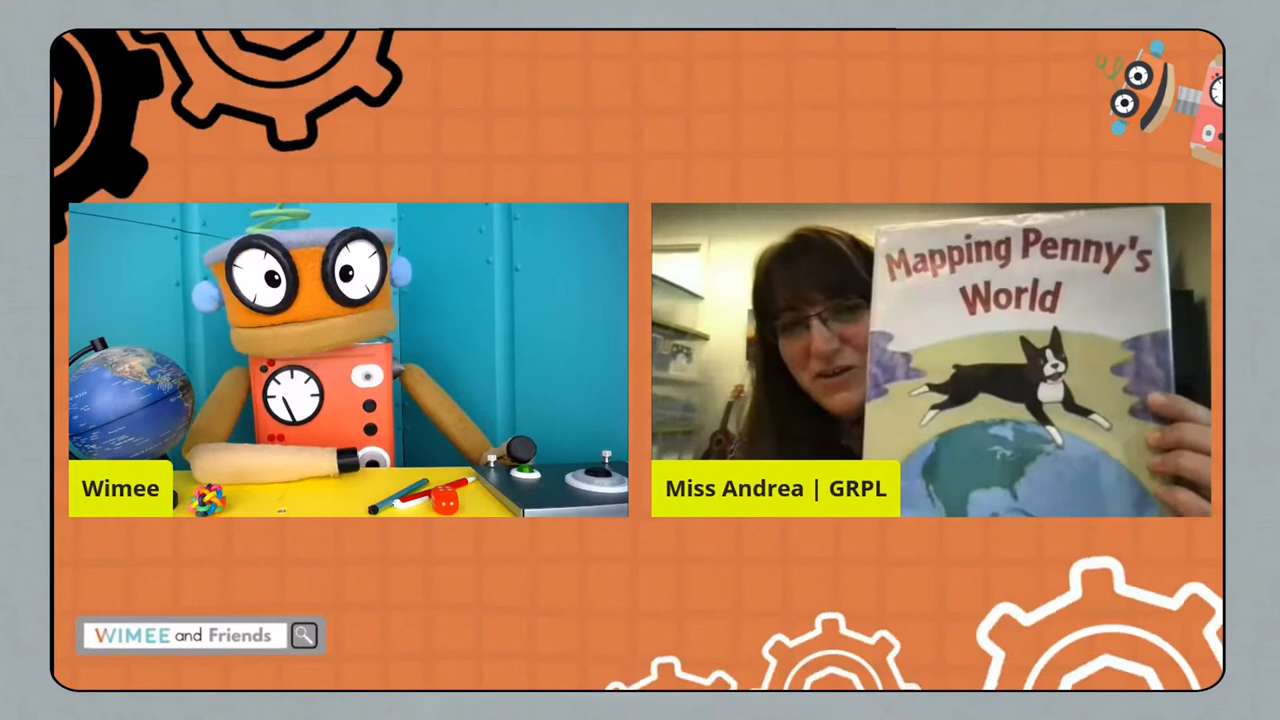 Mapping Penny's
World
Wimee
Miss Andrea | GRPL
WIMEE and Friends